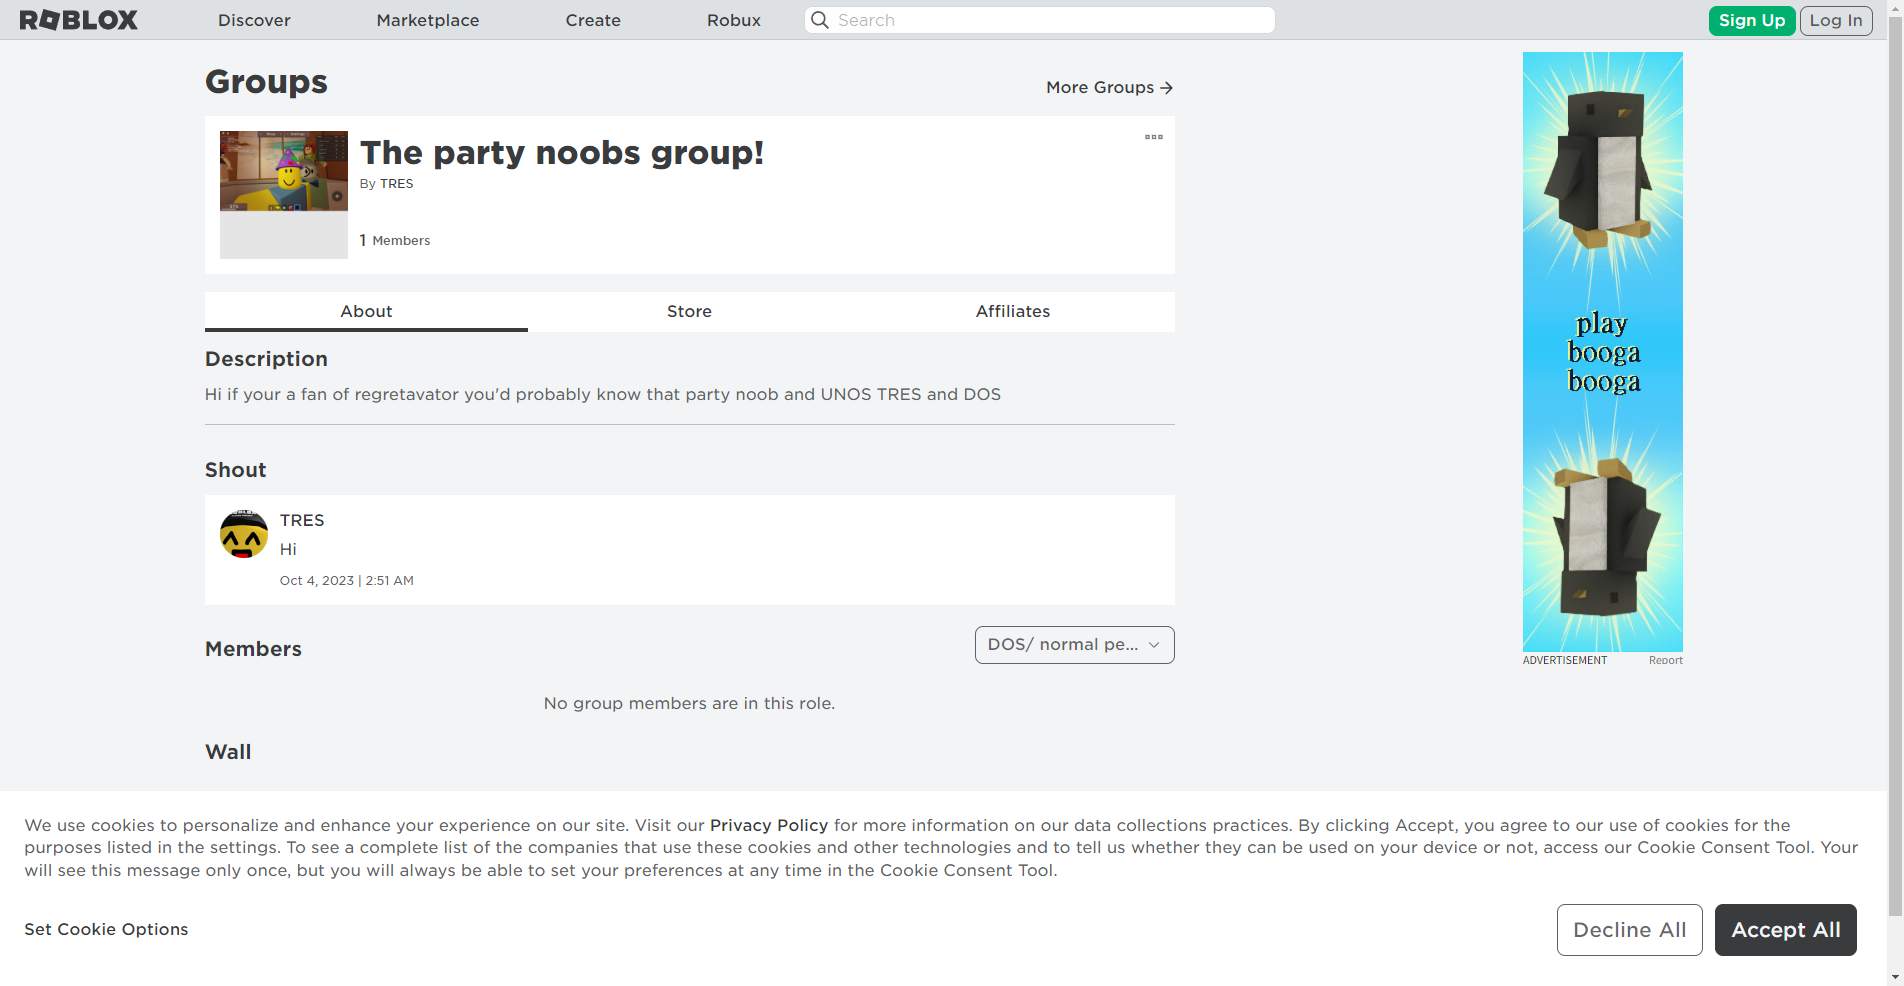 ROBLOX Discover Marketplace Create Robux Search Sign Up Log In
Groups
More Groups
The party noobs group!
By TRES
1 Members
About Store Affiliates
Description
Hi if your a fan of regretavator you'd probably know that party noob and UNOS TRES and DOS
Shout
TRES
Hi
Oct 4, 2023 | 2:51 AM
Members
DOS/ normal pe...
No group members are in this role.
Wall
play
booga
booga
ADVERTISEMENT Report
We use cookies to personalize and enhance your experience on our site. Visit our Privacy Policy for more information on our data collections practices. By clicking Accept, you agree to our use of cookies for the
purposes listed in the settings. To see a complete list of the companies that use these cookies and other technologies and to tell us whether they can be used on your device or not, access our Cookie Consent Tool. Your
will see this message only once, but you will always be able to set your preferences at any time in the Cookie Consent Tool.
Set Cookie Options
Decline All
Accept All